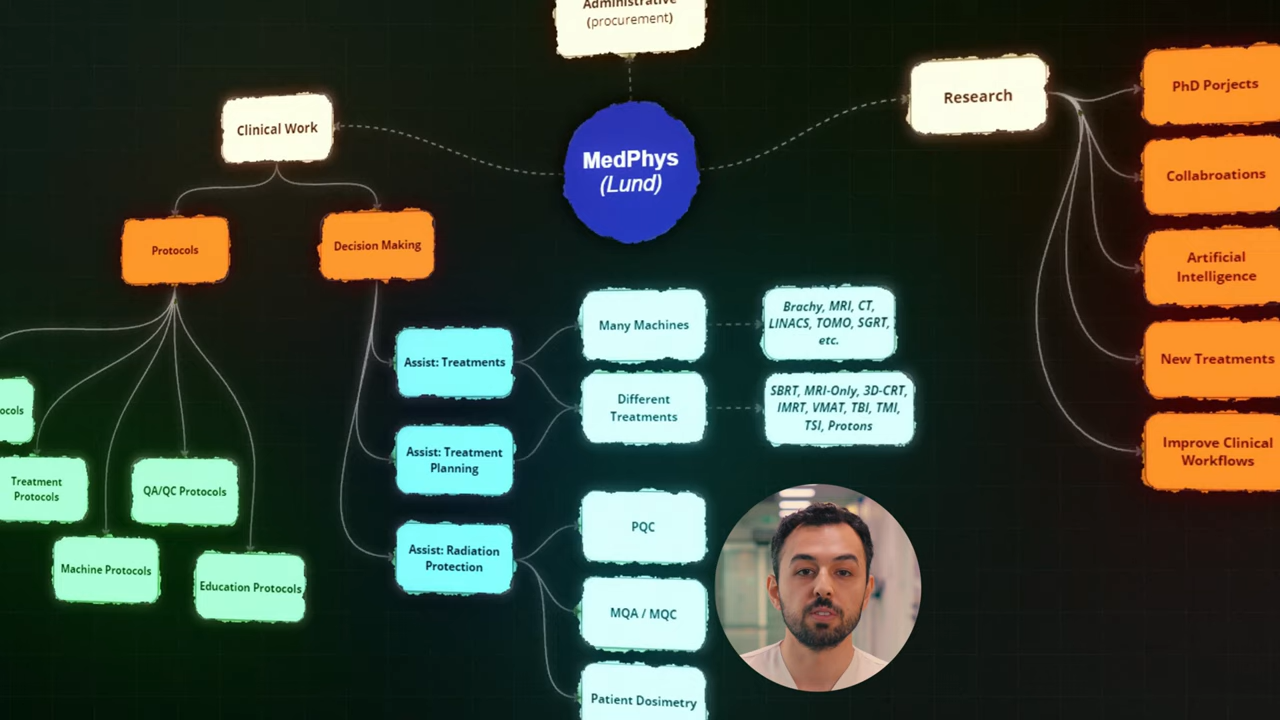 Administrative
(procurement)
Clinical Work
MedPhys
(Lund)
Research
PhD Porjects
Collabroations
Artificial
Intelligence
New Treatments
Improve Clinical
Workflows
Protocols
Decision Making
Assist: Treatments
Assist: Treatment
Planning
Assist: Radiation
Protection
Many Machines
Different
Treatments
Brachy, MRI, CT,
LINACS, TOMO, SGRT,
etc.
SBRT, MRI-Only, 3D-CRT,
IMRT, VMAT, TBI, TMI,
TSI, Protons
PQC
MQA / MQC
Patient Dosimetry
ocols
Treatment
Protocols
QA/QC Protocols
Machine Protocols
Education Protocols